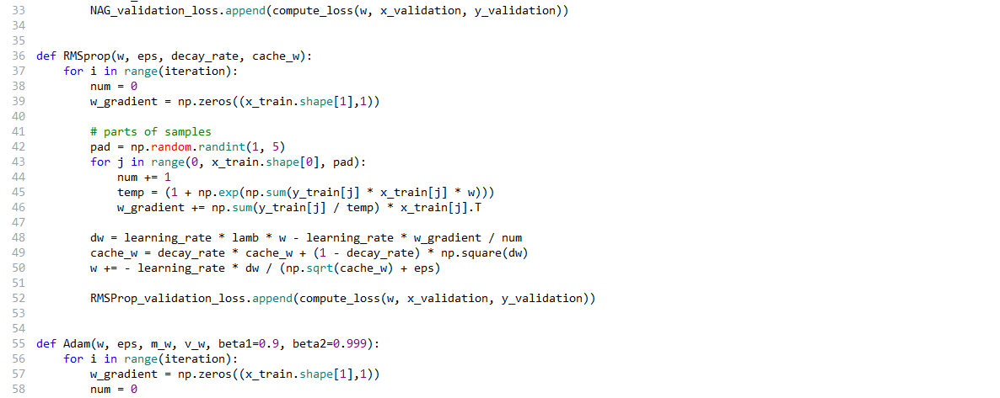 33 NAG_validation_loss.append(compute_loss(w, x_validation, y_validation))
34
35
36 def RMSprop(w, eps, decay_rate, cache_w):
37     for i in range(iteration):
38         num = 0
39         w_gradient = np.zeros((x_train.shape[1],1))
40
41         # parts of samples
42         pad = np.random.randint(1, 5)
43         for j in range(0, x_train.shape[0], pad):
44             num += 1
45             temp = (1 + np.exp(np.sum(y_train[j] * x_train[j] * w)))
46             w_gradient += np.sum(y_train[j] / temp) * x_train[j].T
47
48         dw = learning_rate * lamb * w - learning_rate * w_gradient / num
49         cache_w = decay_rate * cache_w + (1 - decay_rate) * np.square(dw)
50         w += - learning_rate * dw / (np.sqrt(cache_w) + eps)
51
52         RMSProp_validation_loss.append(compute_loss(w, x_validation, y_validation))
53
54
55 def Adam(w, eps, m_w, v_w, beta1=0.9, beta2=0.999):
56     for i in range(iteration):
57         w_gradient = np.zeros((x_train.shape[1],1))
58         num = 0